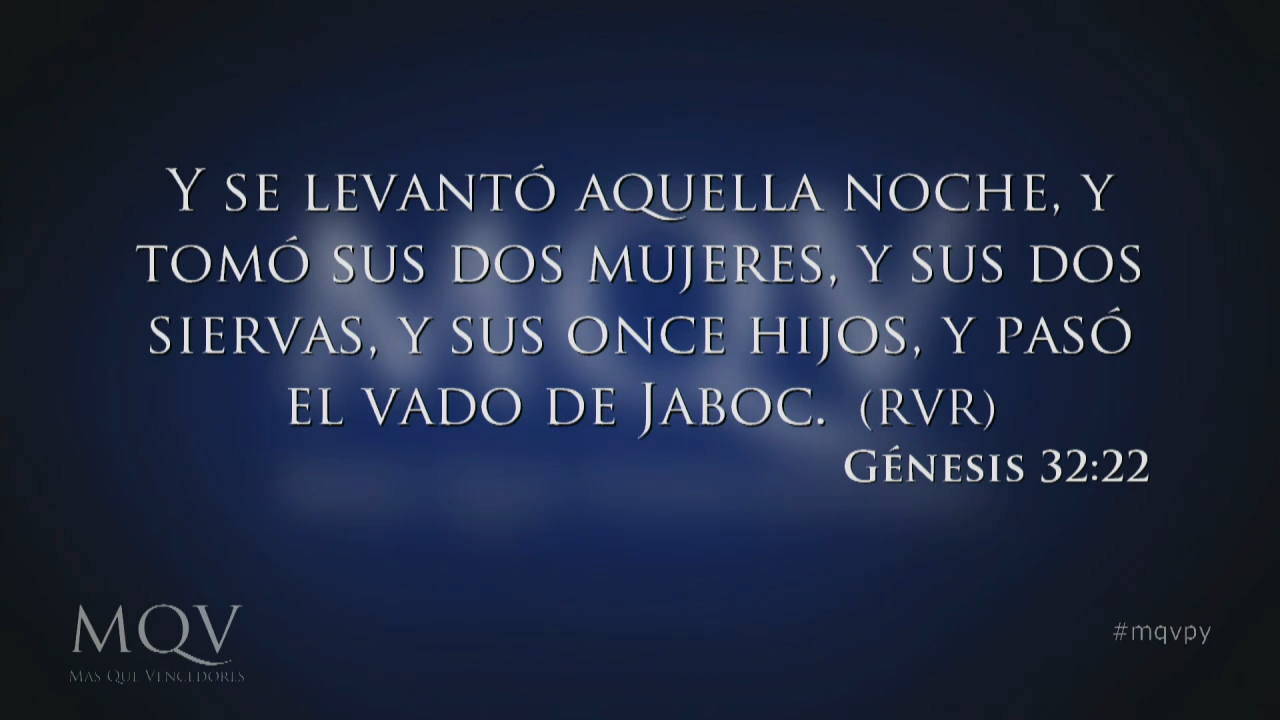 Y se levantó aquella noche, y
tomó sus dos mujeres, y sus dos
siervas, y sus once hijos, y pasó
el vado de Jaboc. (RVR)
Génesis 32:22
MQV
Mas Que Vencedores
#mqvpy